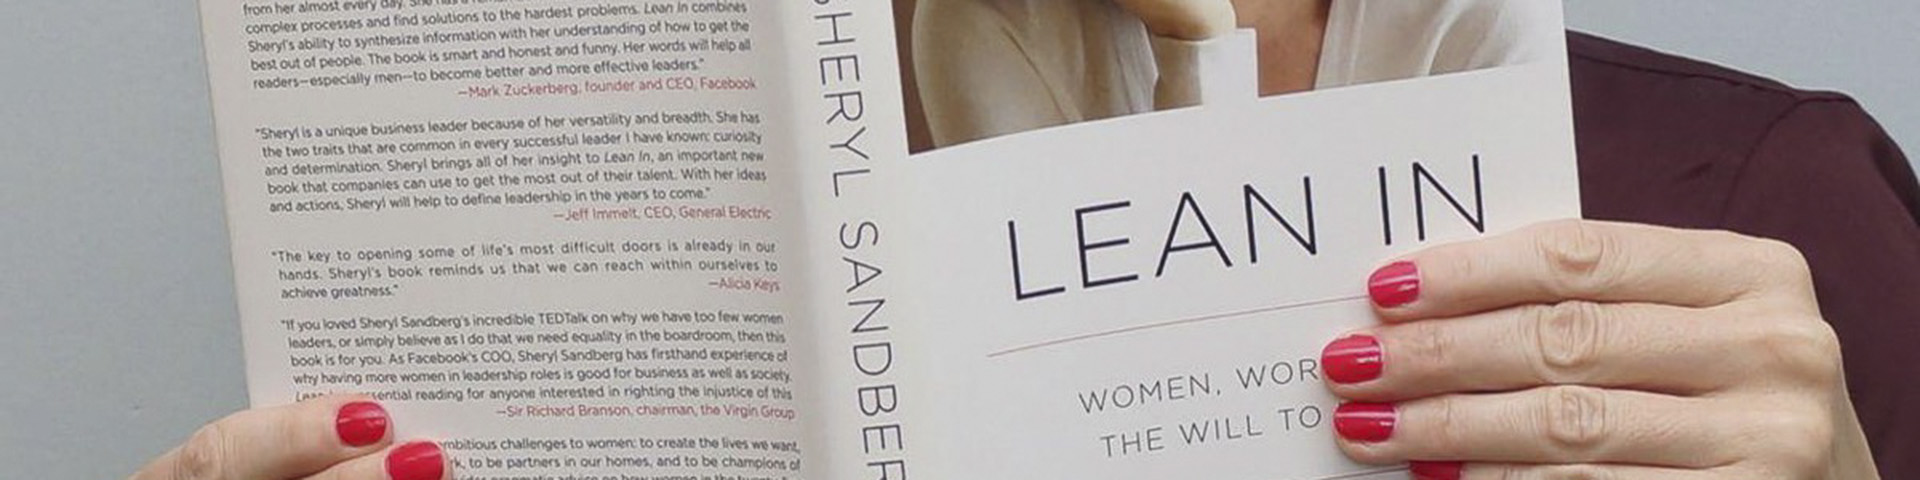 from her almost every day. She has a
complex processes and find solutions to the hardest problems. Lean In combines
Sheryl's ability to synthesize information with her understanding of how to get the
best out of people. The book is smart and honest and funny. Her words will help all
readers—especially men—to become better and more effective leaders."
—Mark Zuckerberg, founder and CEO, Facebook
"Sheryl is a unique business leader because of her versatility and breadth. She has
the two traits that are common in every successful leader I have known: curiosity
and determination. Sheryl brings all of her insight to Lean In, an important new
book that companies can use to get the most out of their talent. With her ideas
and actions, Sheryl will help to define leadership in the years to come."
—Jeff Immelt, CEO, General Electric
"The key to opening some of life's most difficult doors is already in our
hands. Sheryl's book reminds us that we can reach within ourselves to
achieve greatness."
—Alicia Keys
"If you loved Sheryl Sandberg's incredible TEDTalk on why we have too few women
leaders, or simply believe as I do that we need equality in the boardroom, then this
book is for you. As Facebook's COO, Sheryl Sandberg has firsthand experience of
why having more women in leadership roles is good for business as well as society.
sential reading for anyone interested in righting the injustice of this
—Sir Richard Branson, chairman, the Virgin Group
mbitious challenges to women: to create the lives we want,
rk, to be partners in our homes, and to be champions of
pragmatic advice on how women in the
SHERYL SANDBER
LEAN IN
WOMEN, WOR
THE WILL TO